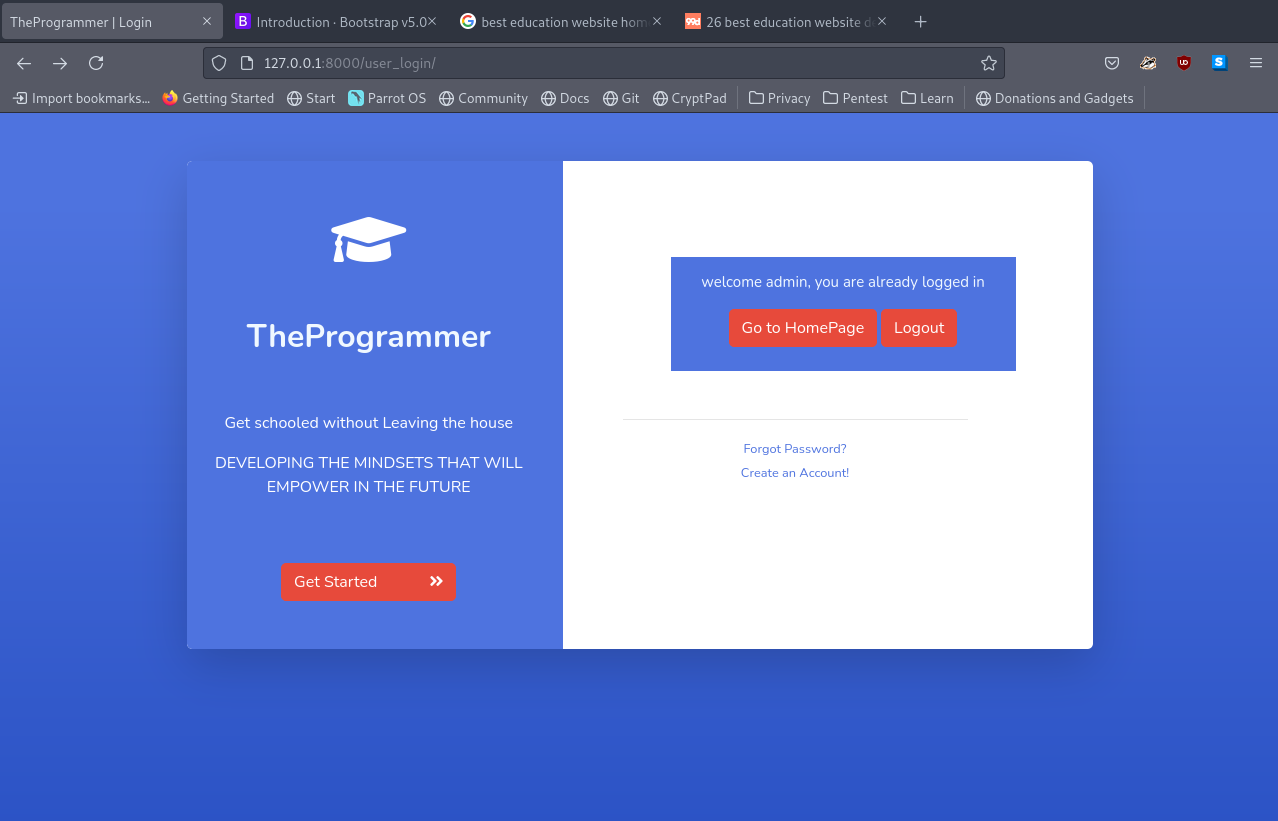 TheProgrammer | Login
Introduction · Bootstrap v5.0
best education website hom
26 best education website de
127.0.0.1:8000/user_login/
Import bookmarks... Getting Started Start Parrot OS Community Docs Git CryptPad Privacy Pentest Learn Donations and Gadgets
TheProgrammer
Get schooled without Leaving the house
DEVELOPING THE MINDSETS THAT WILL
EMPOWER IN THE FUTURE
Get Started
welcome admin, you are already logged in
Go to HomePage Logout
Forgot Password?
Create an Account!